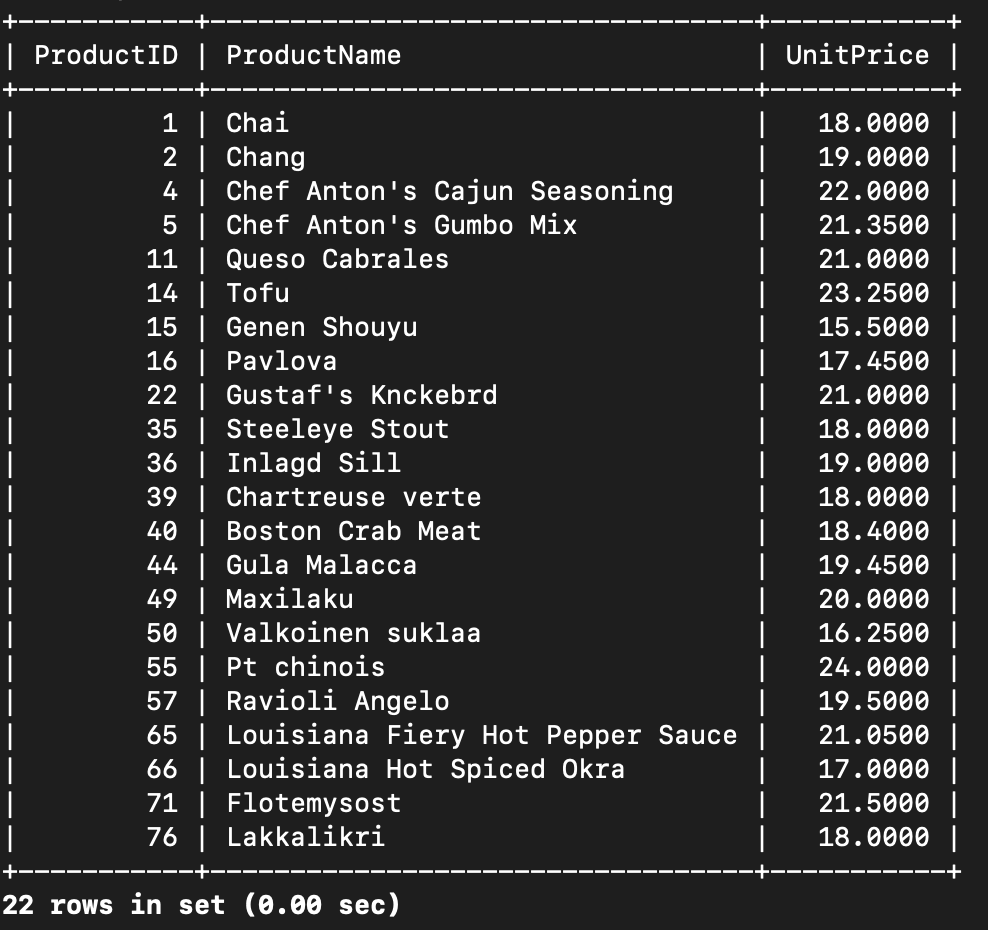 +-----------+----------------------------------+-----------+
| ProductID | ProductName                      | UnitPrice |
+-----------+----------------------------------+-----------+
|         1 | Chai                             |   18.0000 |
|         2 | Chang                            |   19.0000 |
|         4 | Chef Anton's Cajun Seasoning     |   22.0000 |
|         5 | Chef Anton's Gumbo Mix           |   21.3500 |
|        11 | Queso Cabrales                   |   21.0000 |
|        14 | Tofu                             |   23.2500 |
|        15 | Genen Shouyu                     |   15.5000 |
|        16 | Pavlova                          |   17.4500 |
|        22 | Gustaf's Knckebrd                |   21.0000 |
|        35 | Steeleye Stout                   |   18.0000 |
|        36 | Inlagd Sill                      |   19.0000 |
|        39 | Chartreuse verte                 |   18.0000 |
|        40 | Boston Crab Meat                 |   18.4000 |
|        44 | Gula Malacca                     |   19.4500 |
|        49 | Maxilaku                         |   20.0000 |
|        50 | Valkoinen suklaa                 |   16.2500 |
|        55 | Pt chinois                       |   24.0000 |
|        57 | Ravioli Angelo                   |   19.5000 |
|        65 | Louisiana Fiery Hot Pepper Sauce |   21.0500 |
|        66 | Louisiana Hot Spiced Okra        |   17.0000 |
|        71 | Flotemysost                      |   21.5000 |
|        76 | Lakkalikri                       |   18.0000 |
+-----------+----------------------------------+-----------+
22 rows in set (0.00 sec)